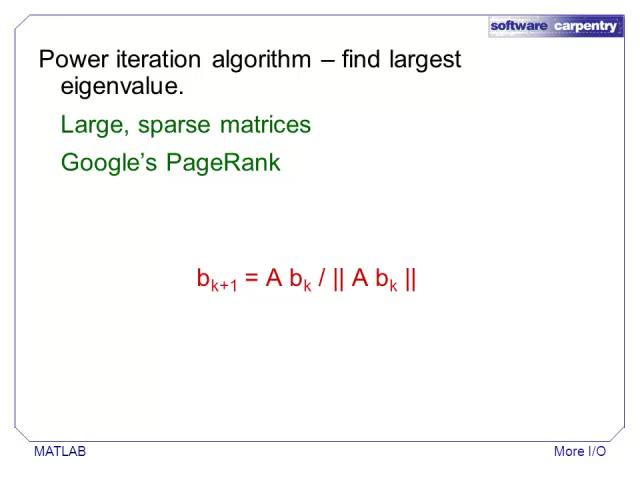 software carpentry
Power iteration algorithm – find largest
eigenvalue.
Large, sparse matrices
Google’s PageRank
bₖ₊₁ = A bₖ / || A bₖ ||
MATLAB
More I/O